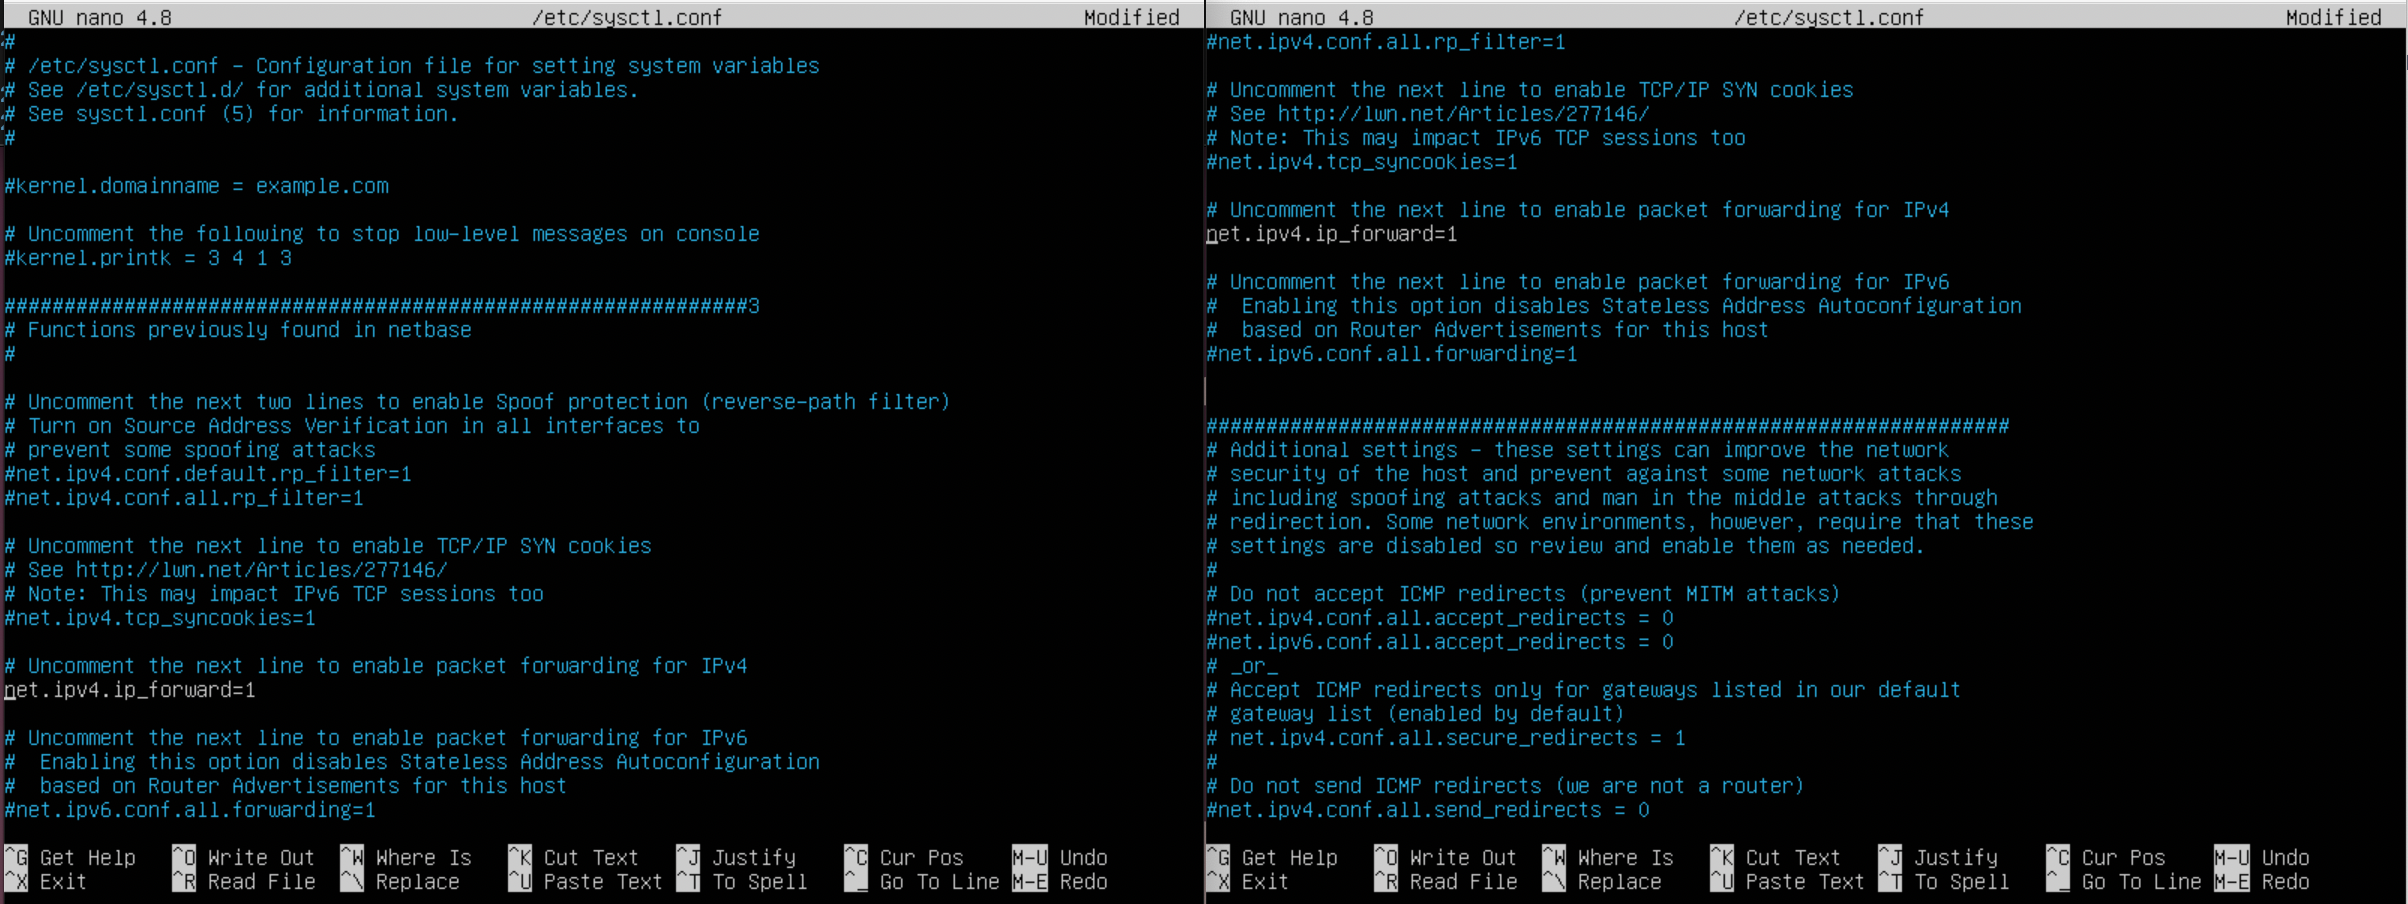 GNU nano 4.8 /etc/sysctl.conf Modified
#
# /etc/sysctl.conf - Configuration file for setting system variables
# See /etc/sysctl.d/ for additional system variables.
# See sysctl.conf (5) for information.
#
#kernel.domainname = example.com
# Uncomment the following to stop low-level messages on console
#kernel.printk = 3 4 1 3
##############################################################3
# Functions previously found in netbase
#
# Uncomment the next two lines to enable Spoof protection (reverse-path filter)
# Turn on Source Address Verification in all interfaces to
# prevent some spoofing attacks
#net.ipv4.conf.default.rp_filter=1
#net.ipv4.conf.all.rp_filter=1
# Uncomment the next line to enable TCP/IP SYN cookies
# See http://lwn.net/Articles/277146/
# Note: This may impact IPv6 TCP sessions too
#net.ipv4.tcp_syncookies=1
# Uncomment the next line to enable packet forwarding for IPv4
net.ipv4.ip_forward=1
# Uncomment the next line to enable packet forwarding for IPv6
#  Enabling this option disables Stateless Address Autoconfiguration
#  based on Router Advertisements for this host
#net.ipv6.conf.all.forwarding=1
^G Get Help ^O Write Out ^W Where Is ^K Cut Text ^J Justify ^C Cur Pos M-U Undo
^X Exit ^R Read File ^\ Replace ^U Paste Text ^T To Spell ^_ Go To Line M-E Redo
GNU nano 4.8 /etc/sysctl.conf Modified
#net.ipv4.conf.all.rp_filter=1
# Uncomment the next line to enable TCP/IP SYN cookies
# See http://lwn.net/Articles/277146/
# Note: This may impact IPv6 TCP sessions too
#net.ipv4.tcp_syncookies=1
# Uncomment the next line to enable packet forwarding for IPv4
net.ipv4.ip_forward=1
# Uncomment the next line to enable packet forwarding for IPv6
#  Enabling this option disables Stateless Address Autoconfiguration
#  based on Router Advertisements for this host
#net.ipv6.conf.all.forwarding=1
###################################################################
# Additional settings - these settings can improve the network
# security of the host and prevent against some network attacks
# including spoofing attacks and man in the middle attacks through
# redirection. Some network environments, however, require that these
# settings are disabled so review and enable them as needed.
#
# Do not accept ICMP redirects (prevent MITM attacks)
#net.ipv4.conf.all.accept_redirects = 0
#net.ipv6.conf.all.accept_redirects = 0
# _or_
# Accept ICMP redirects only for gateways listed in our default
# gateway list (enabled by default)
# net.ipv4.conf.all.secure_redirects = 1
#
# Do not send ICMP redirects (we are not a router)
#net.ipv4.conf.all.send_redirects = 0
^G Get Help ^O Write Out ^W Where Is ^K Cut Text ^J Justify ^C Cur Pos M-U Undo
^X Exit ^R Read File ^\ Replace ^U Paste Text ^T To Spell ^_ Go To Line M-E Redo